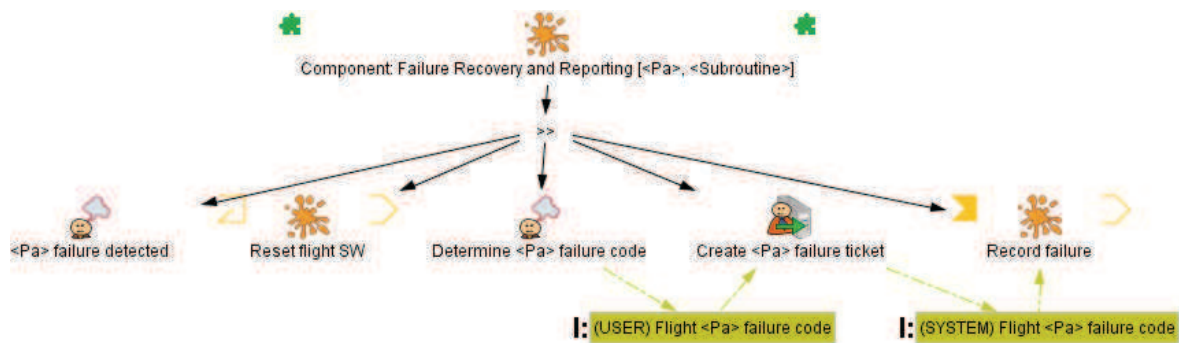 Component: Failure Recovery and Reporting [<Pa>, <Subroutine>]
>>
<Pa> failure detected
Reset flight SW
Determine <Pa> failure code
Create <Pa> failure ticket
Record failure
I: (USER) Flight <Pa> failure code
I: (SYSTEM) Flight <Pa> failure code